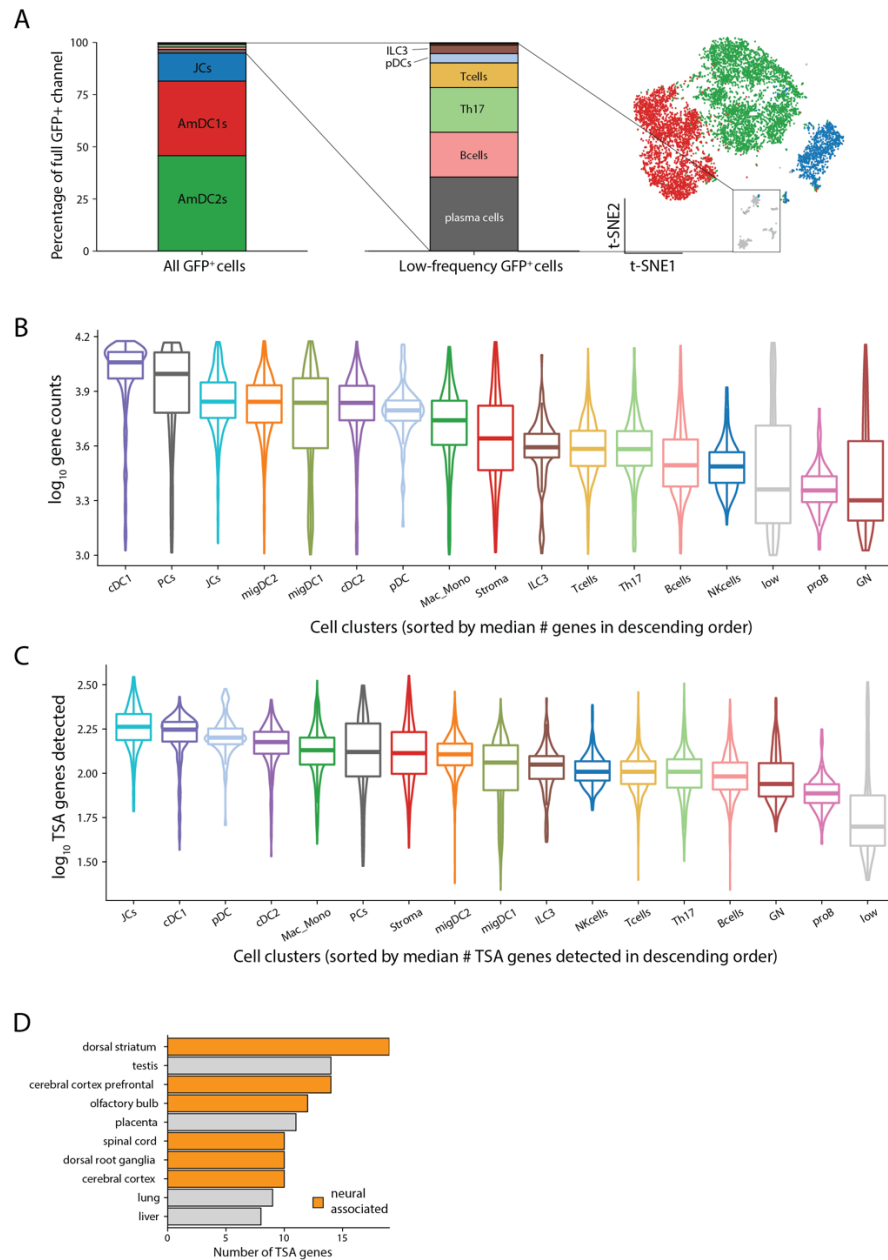 A
Percentage of full GFP+ channel
100
75
50
25
0
JCs
AmDC1s
AmDC2s
All GFP⁺ cells
ILC3
pDCs
Tcells
Th17
Bcells
plasma cells
Low-frequency GFP⁺ cells
t-SNE2
t-SNE1
B
log₁₀ gene counts
4.2
3.9
3.6
3.3
3.0
cDC1
PCs
JCs
migDC2
migDC1
cDC2
pDC
Mac_Mono
Stroma
ILC3
Tcells
Th17
Bcells
NKcells
low
proB
GN
Cell clusters (sorted by median # genes in descending order)
C
log₁₀ TSA genes detected
2.50
2.25
2.00
1.75
1.50
JCs
cDC1
pDC
cDC2
Mac_Mono
PCs
Stroma
migDC2
migDC1
ILC3
NKcells
Tcells
Th17
Bcells
GN
proB
low
Cell clusters (sorted by median # TSA genes detected in descending order)
D
dorsal striatum
testis
cerebral cortex prefrontal
olfactory bulb
placenta
spinal cord
dorsal root ganglia
cerebral cortex
lung
liver
neural
associated
0
5
10
15
Number of TSA genes